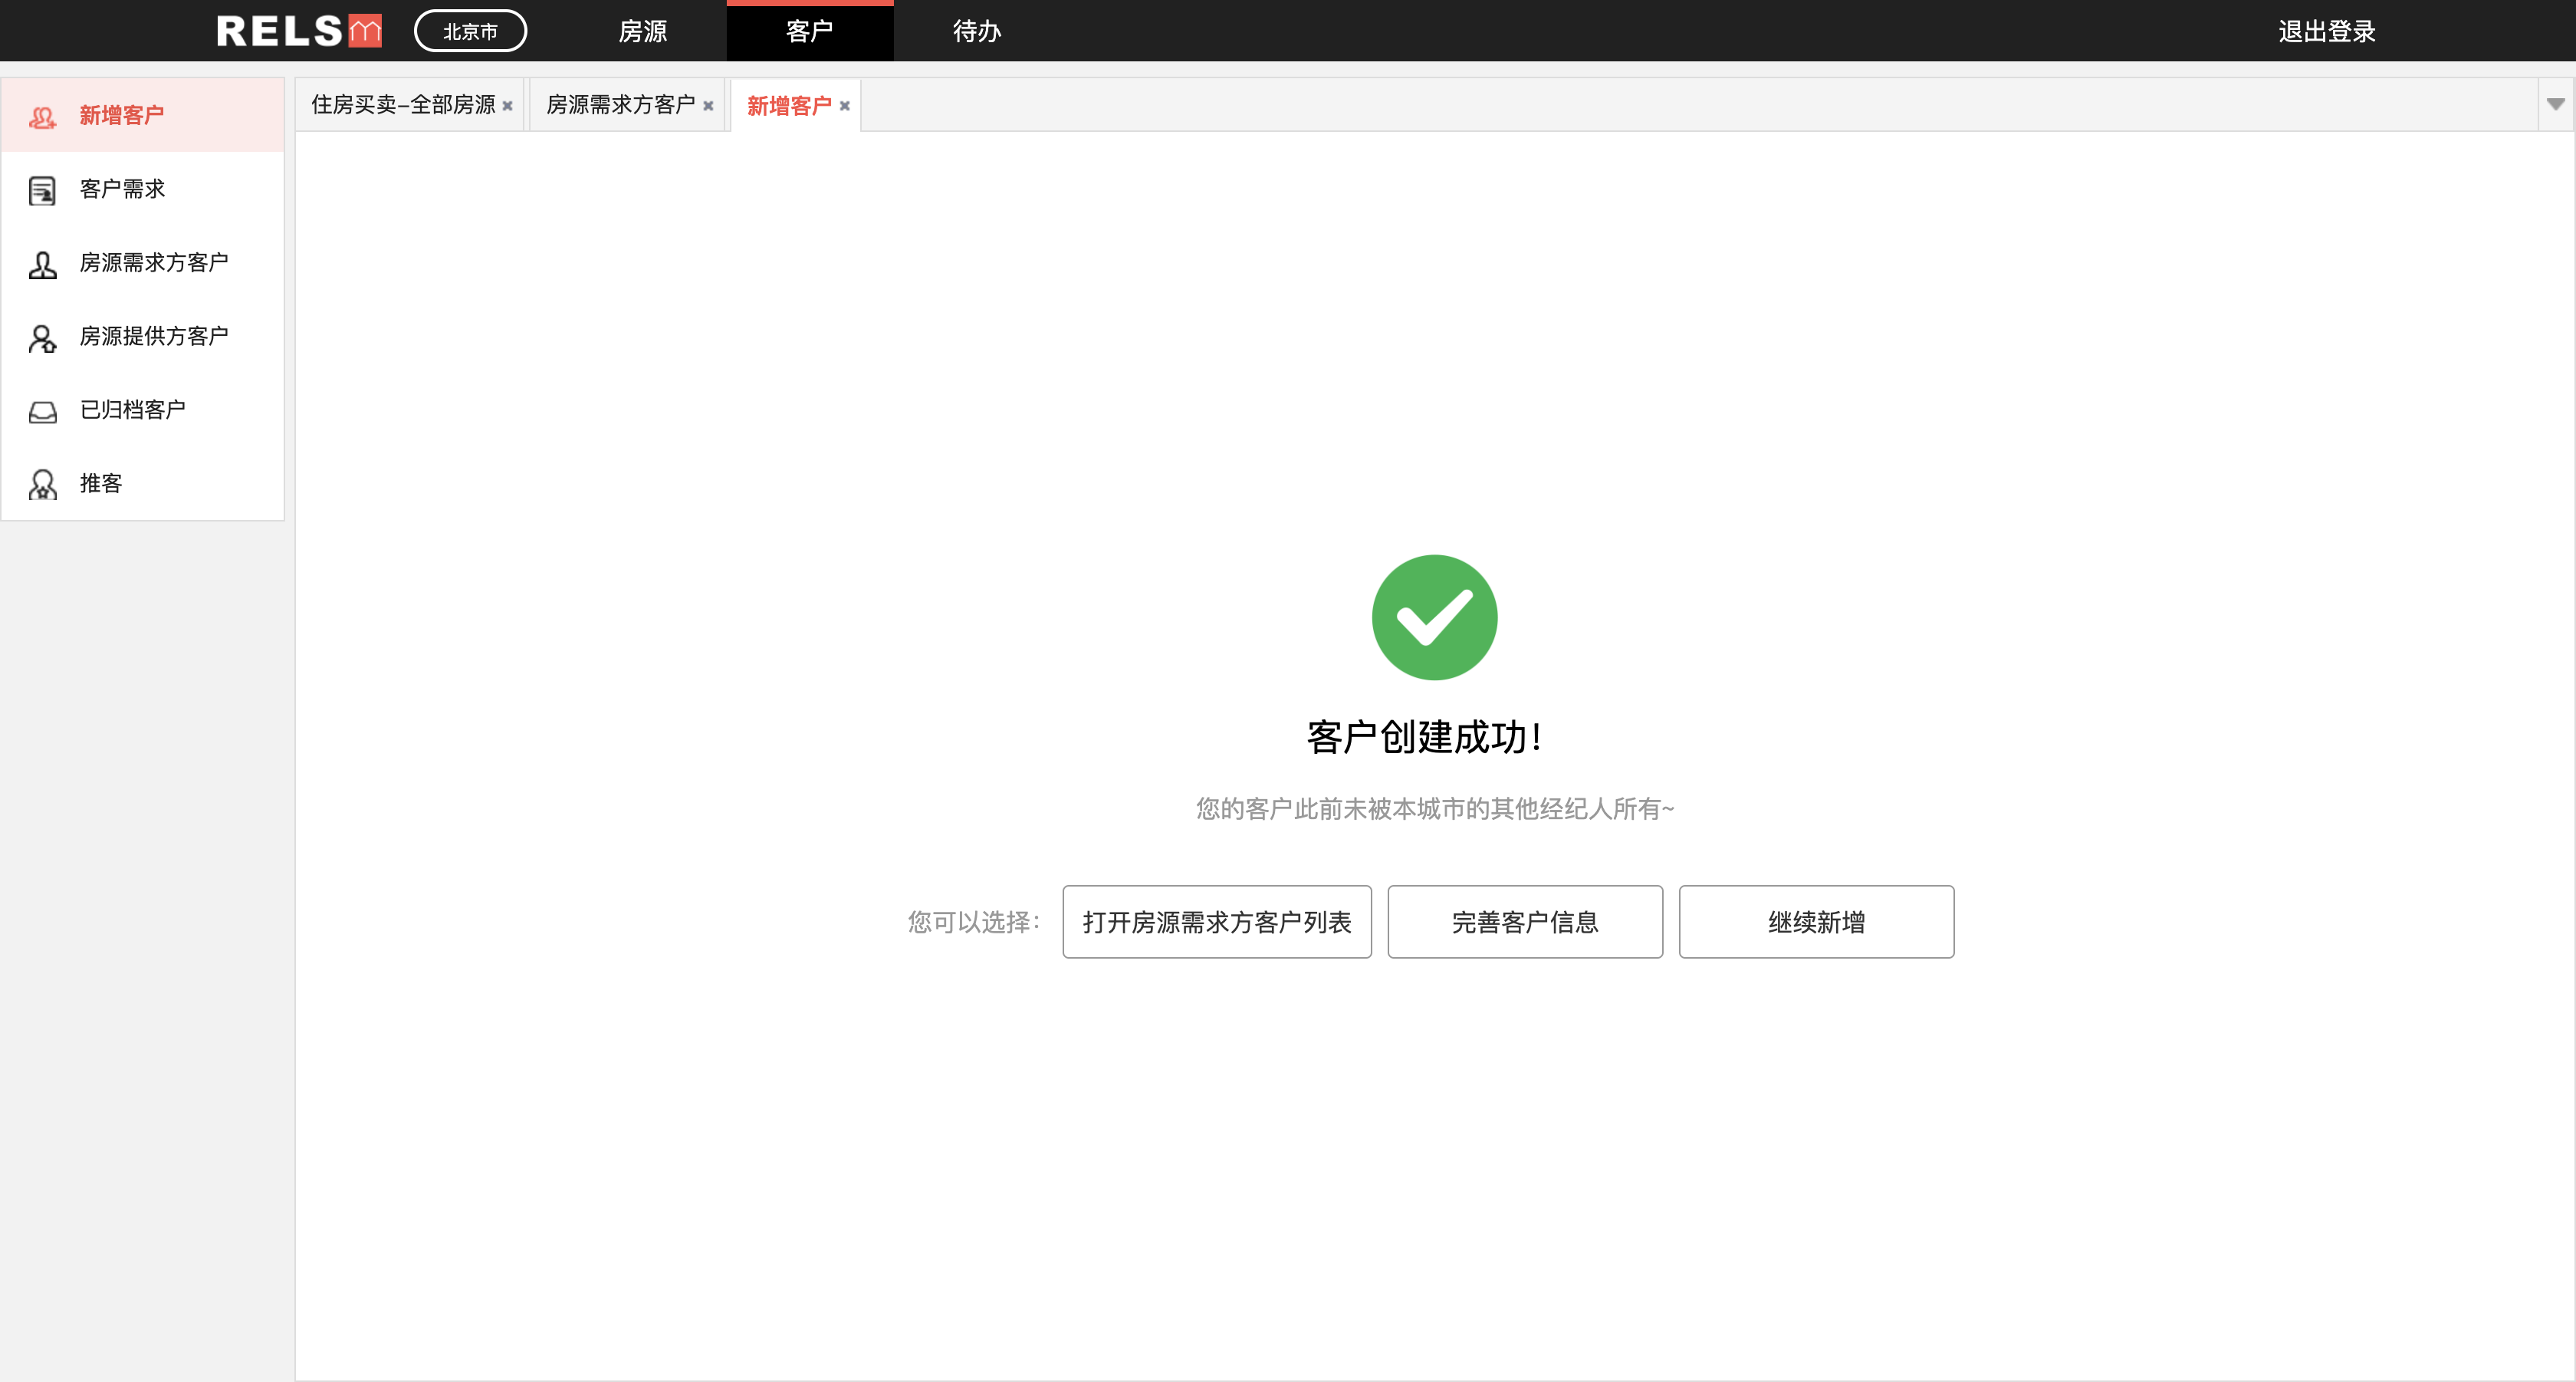 RELS 北京市 房源 客户 待办 退出登录
新增客户
客户需求
房源需求方客户
房源提供方客户
已归档客户
推客
住房买卖-全部房源 房源需求方客户 新增客户
客户创建成功!
您的客户此前未被本城市的其他经纪人所有~
您可以选择: 打开房源需求方客户列表 完善客户信息 继续新增